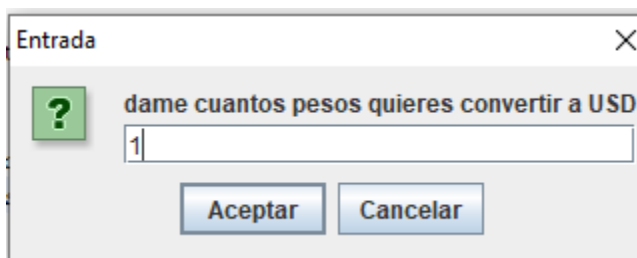 Entrada
dame cuantos pesos quieres convertir a USD
1
Aceptar Cancelar